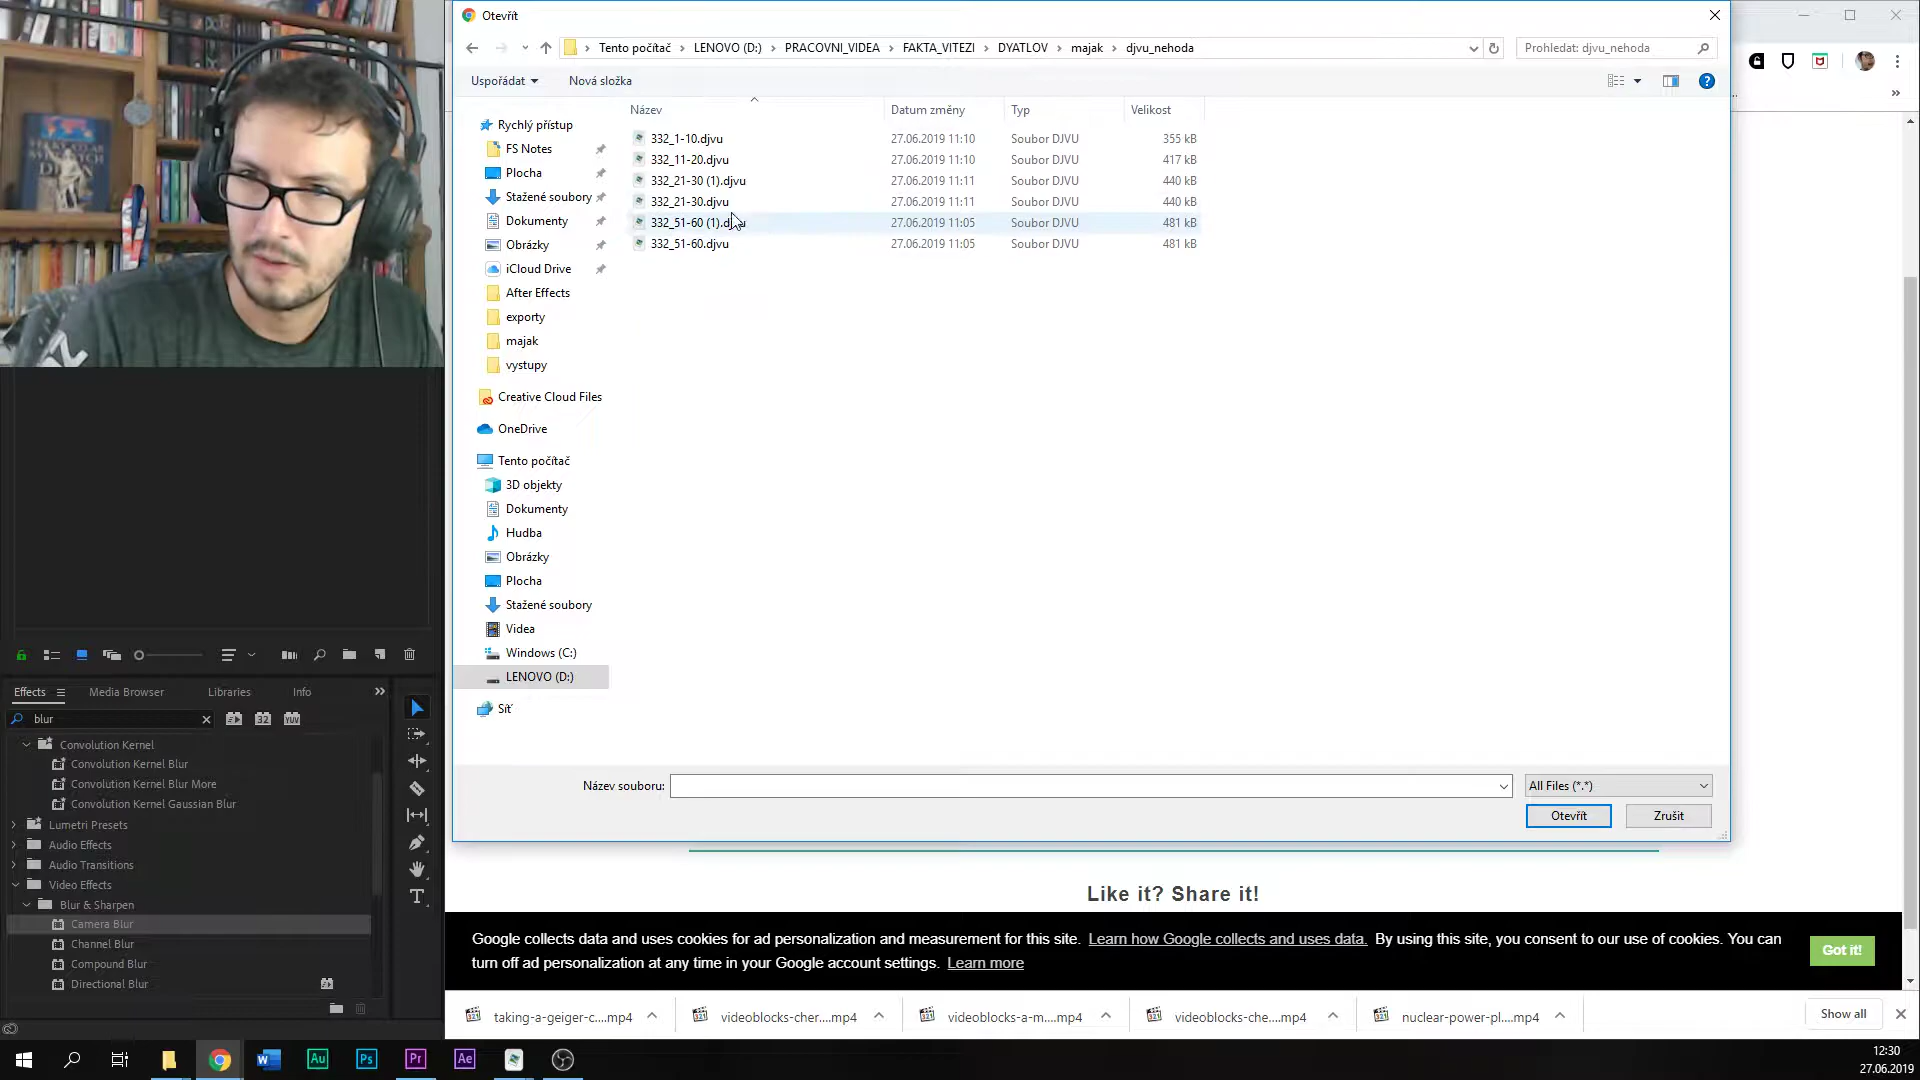 Otevřít
Tento počítač › LENOVO (D:) › PRACOVNI_VIDEA › FAKTA_VITEZI › DYATLOV › majak › djvu_nehoda
Prohledat: djvu_nehoda
Uspořádat
Nová složka
Název
Datum změny
Typ
Velikost
332_1-10.djvu 27.06.2019 11:10 Soubor DJVU 355 kB
332_11-20.djvu 27.06.2019 11:10 Soubor DJVU 417 kB
332_21-30 (1).djvu 27.06.2019 11:11 Soubor DJVU 440 kB
332_21-30.djvu 27.06.2019 11:11 Soubor DJVU 440 kB
332_51-60 (1).djvu 27.06.2019 11:05 Soubor DJVU 481 kB
332_51-60.djvu 27.06.2019 11:05 Soubor DJVU 481 kB
Rychlý přístup
FS Notes
Plocha
Stažené soubory
Dokumenty
Obrázky
iCloud Drive
After Effects
exporty
majak
vystupy
Creative Cloud Files
OneDrive
Tento počítač
3D objekty
Dokumenty
Hudba
Obrázky
Plocha
Stažené soubory
Videa
Windows (C:)
LENOVO (D:)
Síť
Název souboru:
All Files (*.*)
Otevřít
Zrušit
Effects
Media Browser
Libraries
Info
blur
32
YUV
Convolution Kernel
Convolution Kernel Blur
Convolution Kernel Blur More
Convolution Kernel Gaussian Blur
Lumetri Presets
Audio Effects
Audio Transitions
Video Effects
Blur & Sharpen
Camera Blur
Channel Blur
Compound Blur
Directional Blur
Like it? Share it!
Google collects data and uses cookies for ad personalization and measurement for this site. Learn how Google collects and uses data. By using this site, you consent to our use of cookies. You can
turn off ad personalization at any time in your Google account settings. Learn more
Got it!
taking-a-geiger-c....mp4
videoblocks-cher....mp4
videoblocks-a-m....mp4
videoblocks-che....mp4
nuclear-power-pl....mp4
Show all
Au
Ps
Pr
Ae
12:30
27.06.2019